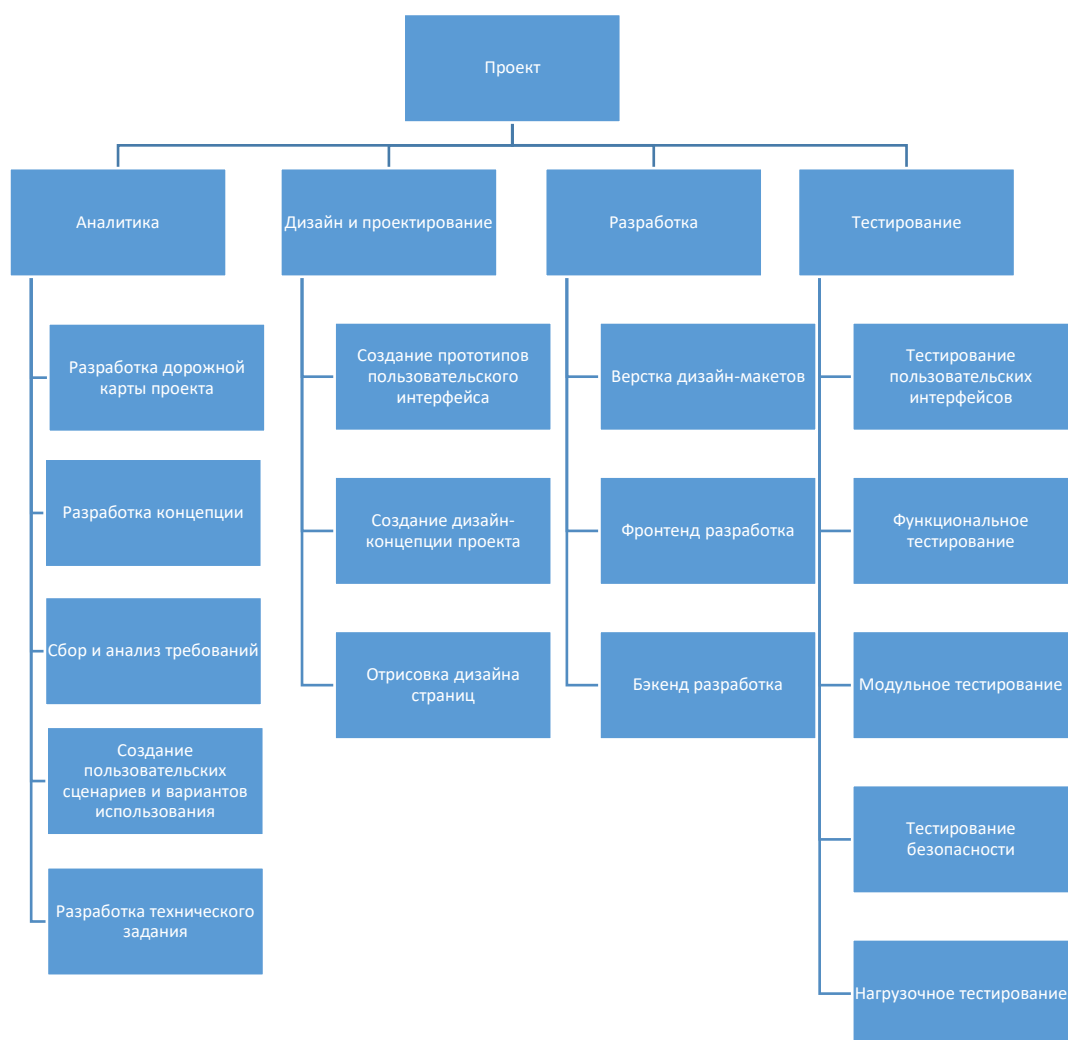 Проект
Аналитика
Дизайн и проектирование
Разработка
Тестирование
Разработка дорожной
карты проекта
Разработка концепции
Сбор и анализ требований
Создание
пользовательских
сценариев и вариантов
использования
Разработка технического
задания
Создание прототипов
пользовательского
интерфейса
Создание дизайн-
концепции проекта
Отрисовка дизайна
страниц
Верстка дизайн-макетов
Фронтенд разработка
Бэкенд разработка
Тестирование
пользовательских
интерфейсов
Функциональное
тестирование
Модульное тестирование
Тестирование
безопасности
Нагрузочное тестирование